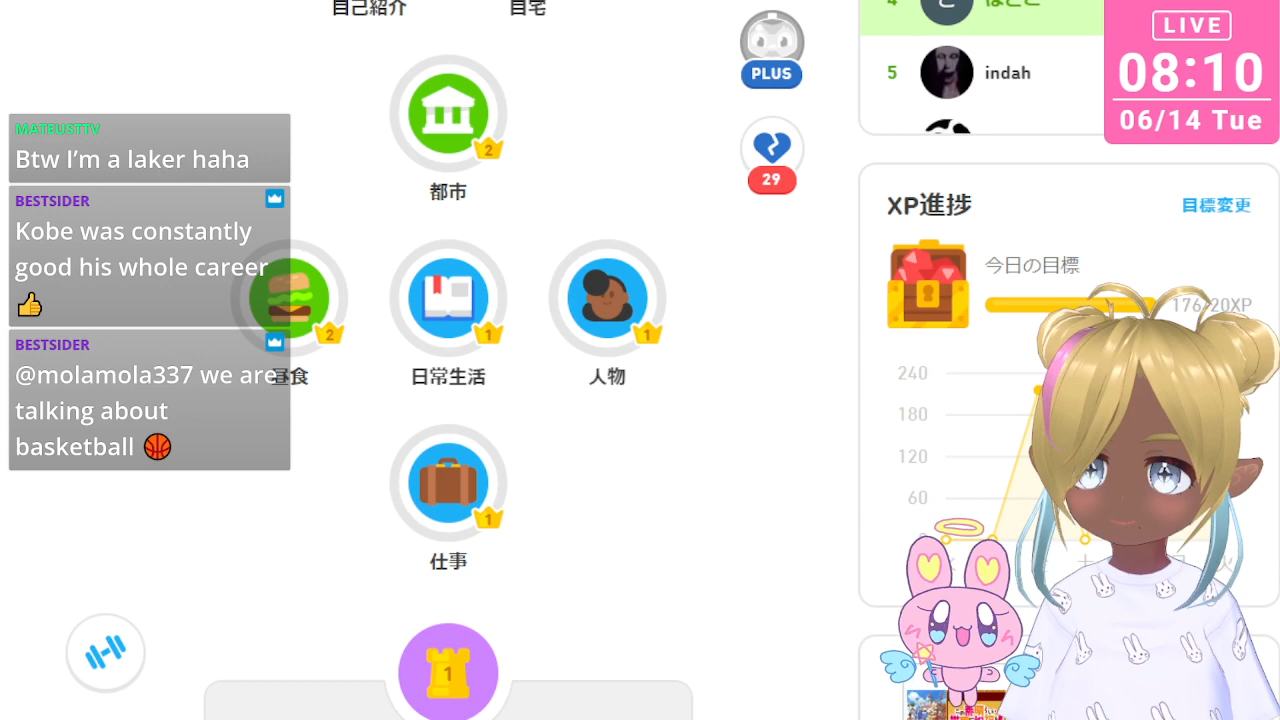 自己紹介
自宅
4
LIVE
08:10
06/14 Tue
5
indah
PLUS
29
MATEUSTTV
Btw I'm a laker haha
BESTSIDER
Kobe was constantly
good his whole career
👍
BESTSIDER
@molamola337 we are
talking about
basketball 🏀
2
都市
2
昼食
1
日常生活
1
人物
1
仕事
1
XP進捗
目標変更
今日の目標
176/20XP
240
180
120
60